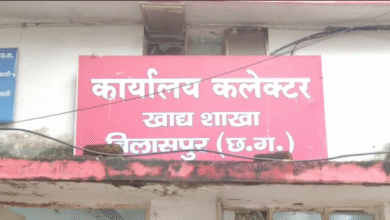 कार्यालय कलेक्टर
खाद्य शाखा
बिलासपुर (छ.ग.)